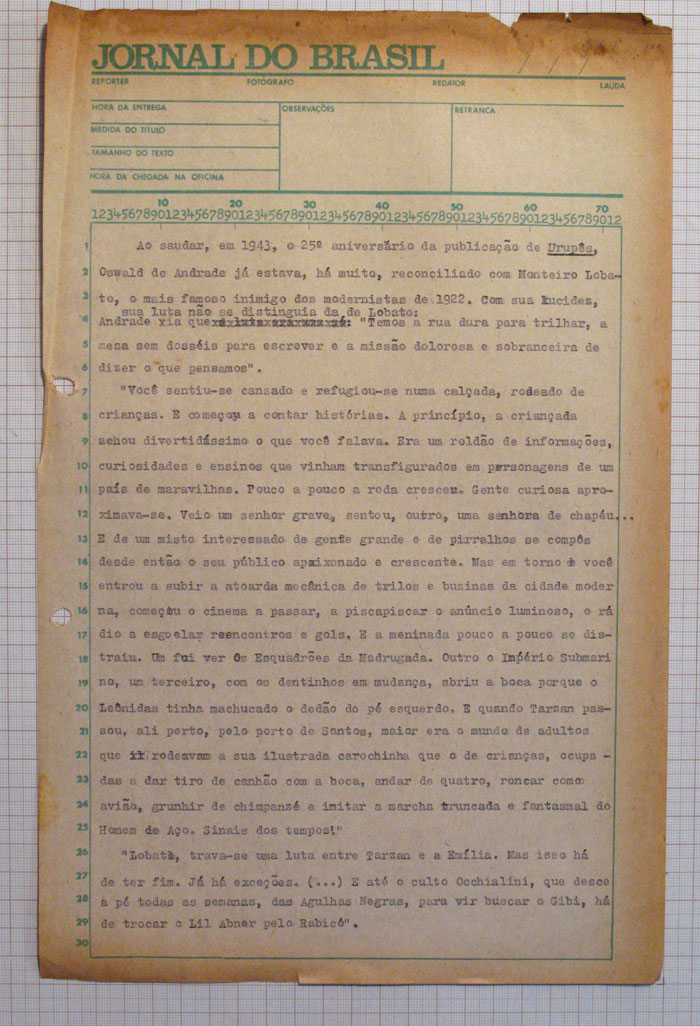 JORNAL DO BRASIL / / /
REPÓRTER FOTÓGRAFO REDATOR LAUDA
HORA DA ENTREGA OBSERVAÇÕES RETRANCA
MEDIDA DO TÍTULO
TAMANHO DO TEXTO
HORA DA CHEGADA NA OFICINA
10 20 30 40 50 60 70
123456789012345678901234567890123456789012345678901234567890123456789012
1 Ao saudar, em 1943, o 25º aniversário da publicação de Urupês,
2 Oswald de Andrade já estava, há muito, reconciliado com Monteiro Loba-
3 to, o mais famoso inimigo dos modernistas de 1922. Com sua lucidez,
sua luta não se distinguia da de Lobato:
4 Andrade via que "Temos a rua dura para trilhar, a
5 mesa sem dosséis para escrever e a missão dolorosa e sobranceira de
6 dizer o que pensamos".
7 "Você sentiu-se cansado e refugiou-se numa calçada, rodeado de
8 crianças. E começou a contar histórias. A princípio, a criançada
9 achou divertidíssimo o que você falava. Era um roldão de informações,
10 curiosidades e ensinos que vinham transfigurados em personagens de um
11 país de maravilhas. Pouco a pouco a roda cresceu. Gente curiosa apro-
12 ximava-se. Veio um senhor grave, sentou, outro, uma senhora de chapéu...
13 E de um misto interessado de gente grande e de pirralhos se compôs
14 desde então o seu público apaixonado e crescente. Mas em torno de você
15 entrou a subir a atoarda mecânica de trilos e businas da cidade moder
16 na, começou o cinema a passar, a piscapiscar o anúncio luminoso, o rá
17 dio a esgoelar reencontros e gols. E a meninada pouco a pouco se dis-
18 traiu. Um foi ver Os Esquadrões da Madrugada. Outro o Império Submari
19 no, um terceiro, com os dentinhos em mudança, abriu a boca porque o
20 Leônidas tinha machucado o dedão do pé esquerdo. E quando Tarzan pas-
21 sou, ali perto, pelo porto de Santos, maior era o mundo de adultos
22 que rodeavam a sua ilustrada carochinha que o de crianças, ocupa -
23 das a dar tiro de canhão com a boca, andar de quatro, roncar como
24 avião, grunhir de chimpanzé e imitar a marcha truncada e fantasmal do
25 Homem de Aço. Sinais dos tempos!"
26 "Lobato, trava-se uma luta entre Tarzan e a Emília. Mas isso há
27 de ter fim. Já há exceções. (...) E até o culto Occhialini, que desce
28 a pé todas as semanas, das Agulhas Negras, para vir buscar o Gibi, há
29 de trocar o Lil Abner pelo Rabicó".
30